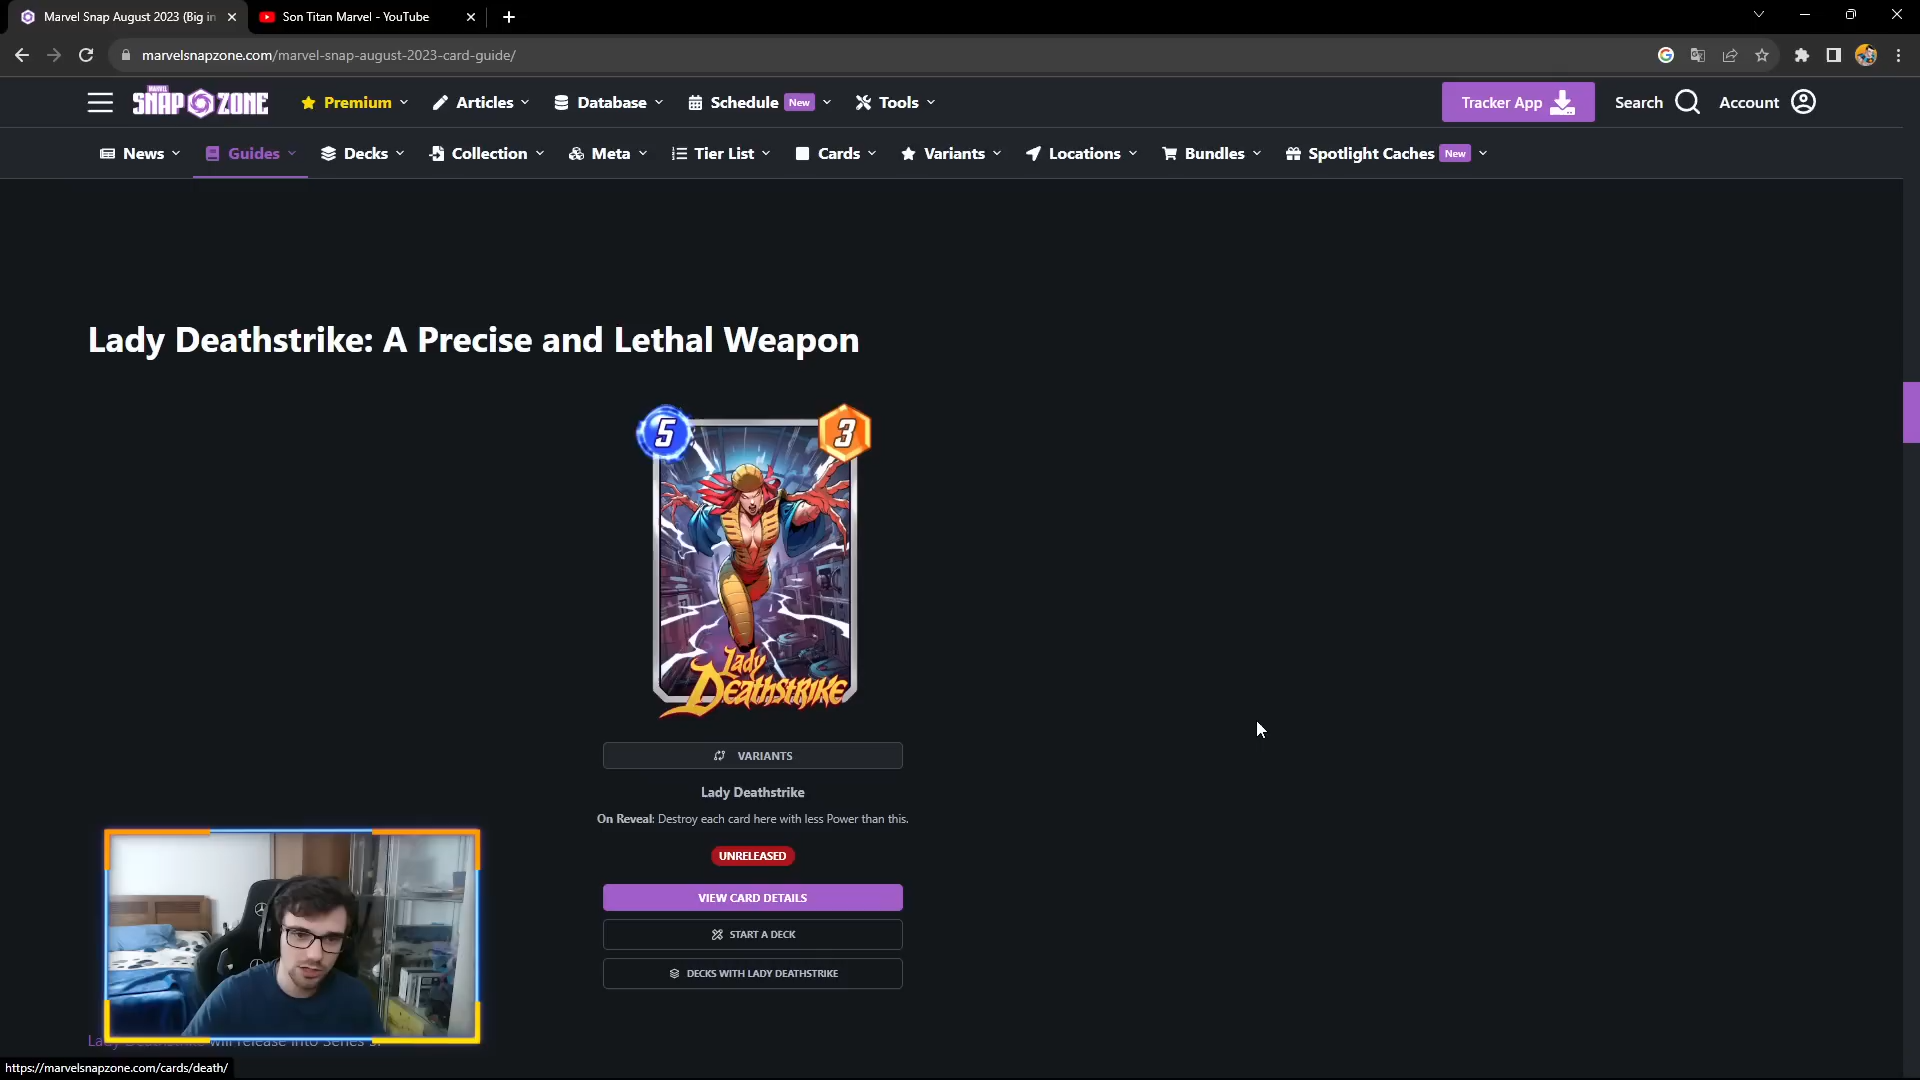 Marvel Snap August 2023 (Big in
Son Titan Marvel - YouTube
marvelsnapzone.com/marvel-snap-august-2023-card-guide/
MARVEL SNAP ZONE
Premium
Articles
Database
Schedule New
Tools
Tracker App
Search
Account
News
Guides
Decks
Collection
Meta
Tier List
Cards
Variants
Locations
Bundles
Spotlight Caches New
Lady Deathstrike: A Precise and Lethal Weapon
5
3
Lady
Deathstrike
VARIANTS
Lady Deathstrike
On Reveal: Destroy each card here with less Power than this.
UNRELEASED
VIEW CARD DETAILS
START A DECK
DECKS WITH LADY DEATHSTRIKE
https://marvelsnapzone.com/cards/death/